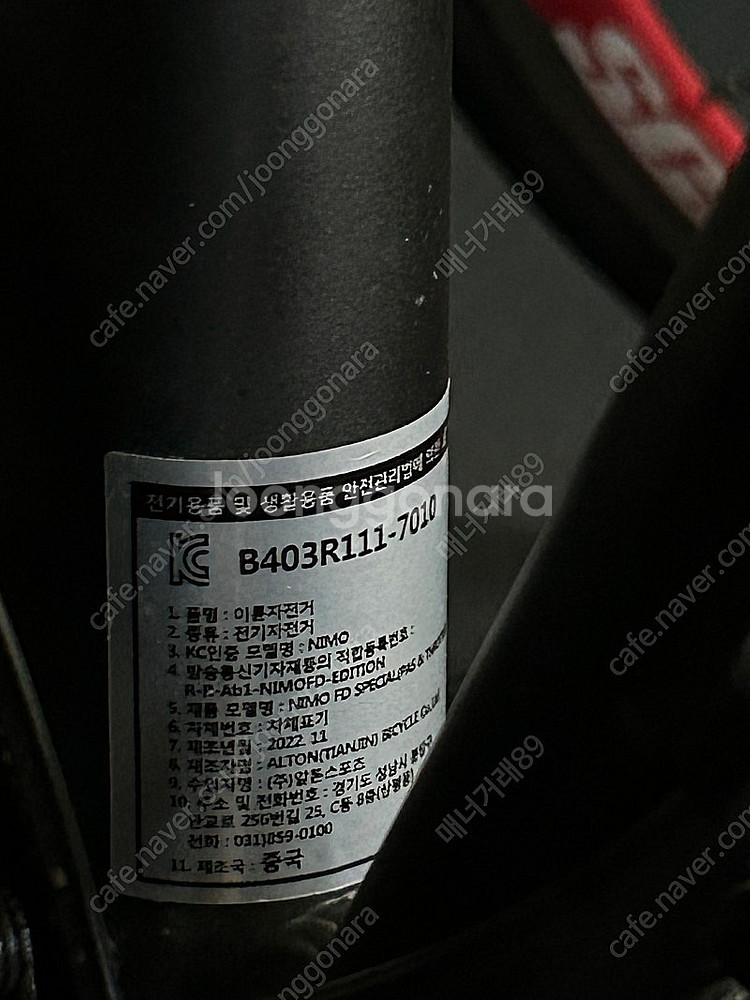 SC
전기용품 및 생활용품 안전관리법에 의한
B403R111-7010
1. 품명 : 이륜자전거
2. 종류 : 전기자전거
3. KC인증 모델명 : NIMO
4. 방송통신기자재등의 적합등록번호 :
R-R-Ab1-NIMOFD-EDITION
5. 제품 모델명 : NIMO FD SPECIAL(PAS &
6. 차체번호 : 차체표기
7. 제조년월 : 2022. 11
8. 제조자명 : ALTON(TIANJIN) BICYCLE Co.,Ltd
9. 수입자명 : (주)알톤스포츠
10. 주소 및 전화번호 : 경기도 성남시 분당구
판교로 256번길 25, C동 8층(삼평동)
전화 : 031)859-0100
11. 제조국 : 중국
Joonggonara
cafe.naver.com/joonggonara
매너거래89
cafe.naver.com